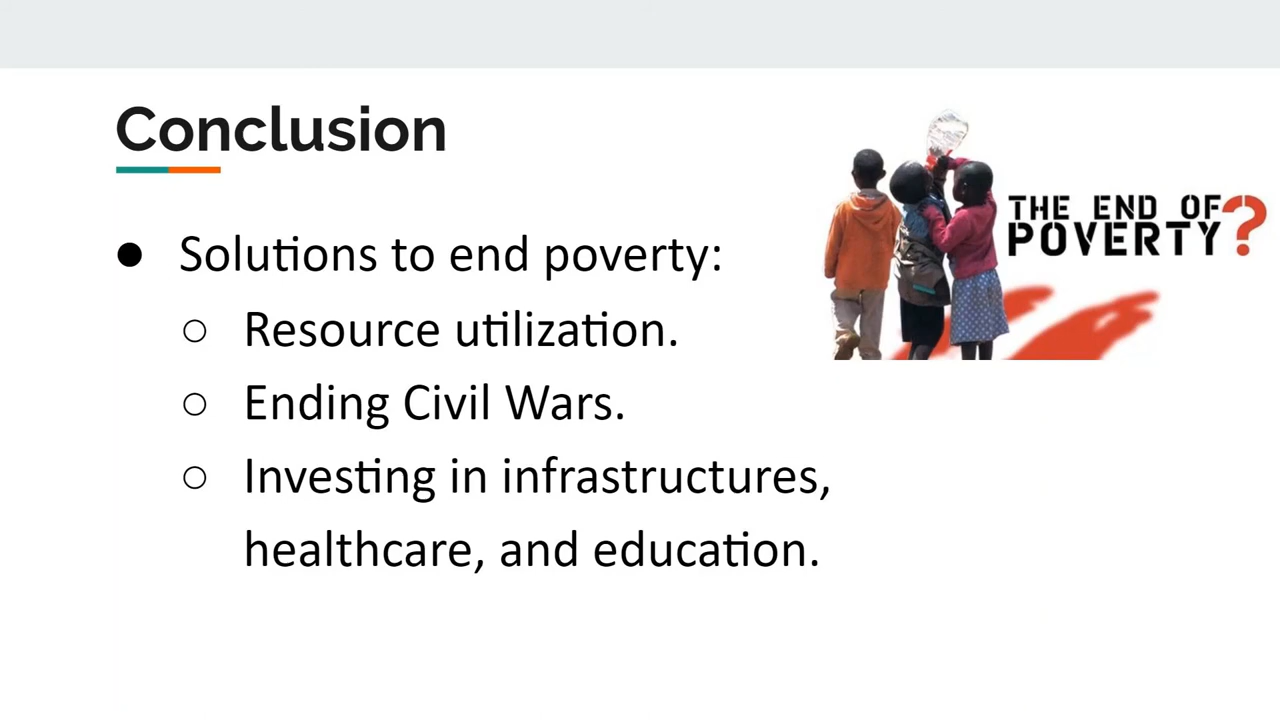 Conclusion
● Solutions to end poverty:
○ Resource utilization.
○ Ending Civil Wars.
○ Investing in infrastructures,
healthcare, and education.
THE END OF
POVERTY?